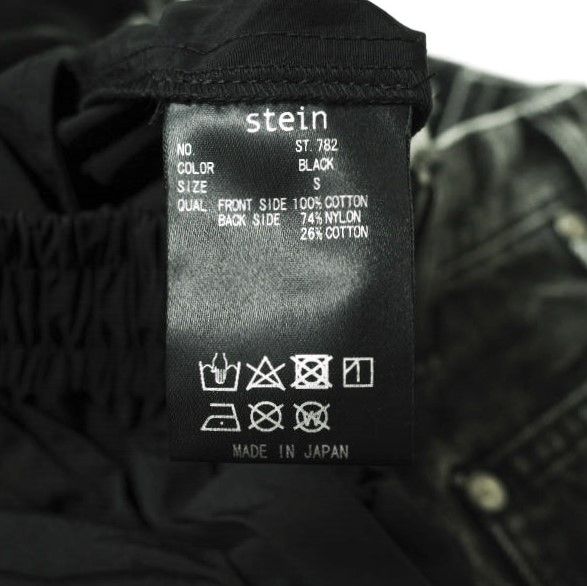 stein
NO. ST.782
COLOR BLACK
SIZE S
QUAL. FRONT SIDE 100% COTTON
BACK SIDE 74% NYLON
26% COTTON
W
MADE IN JAPAN